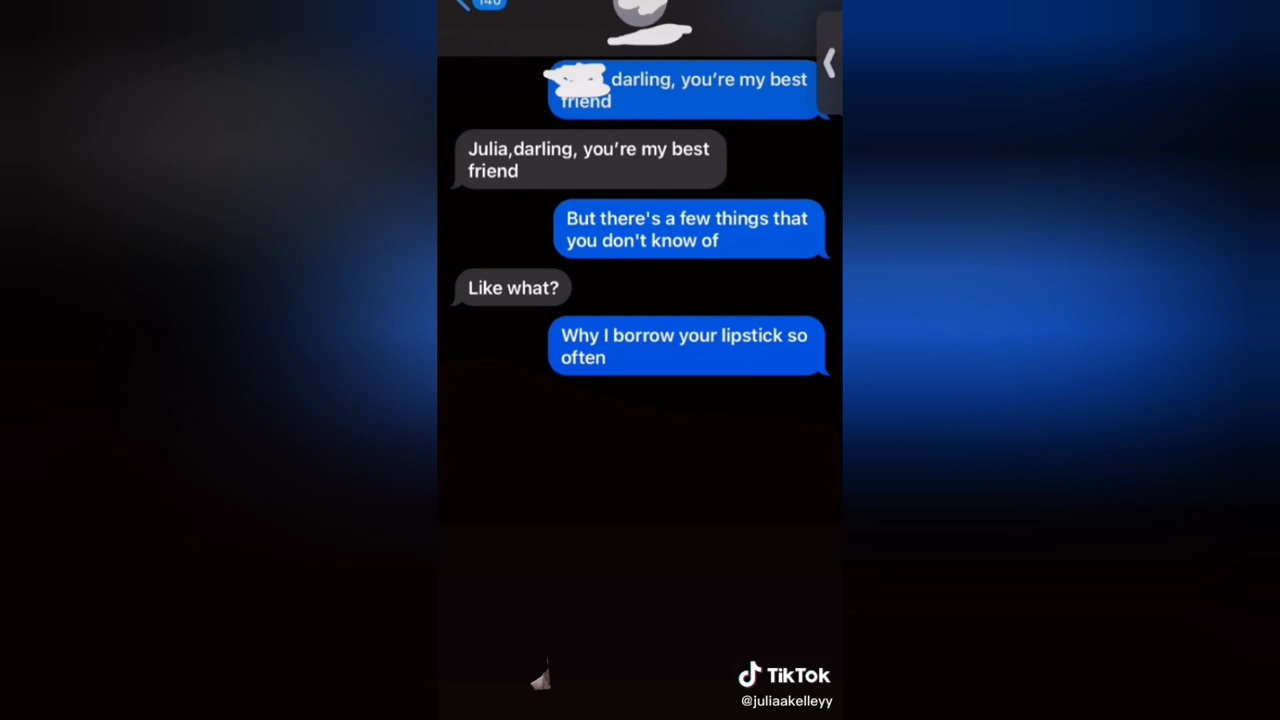 140
darling, you're my best
friend
Julia,darling, you're my best
friend
But there's a few things that
you don't know of
Like what?
Why I borrow your lipstick so
often
TikTok
@juliaakelleyy